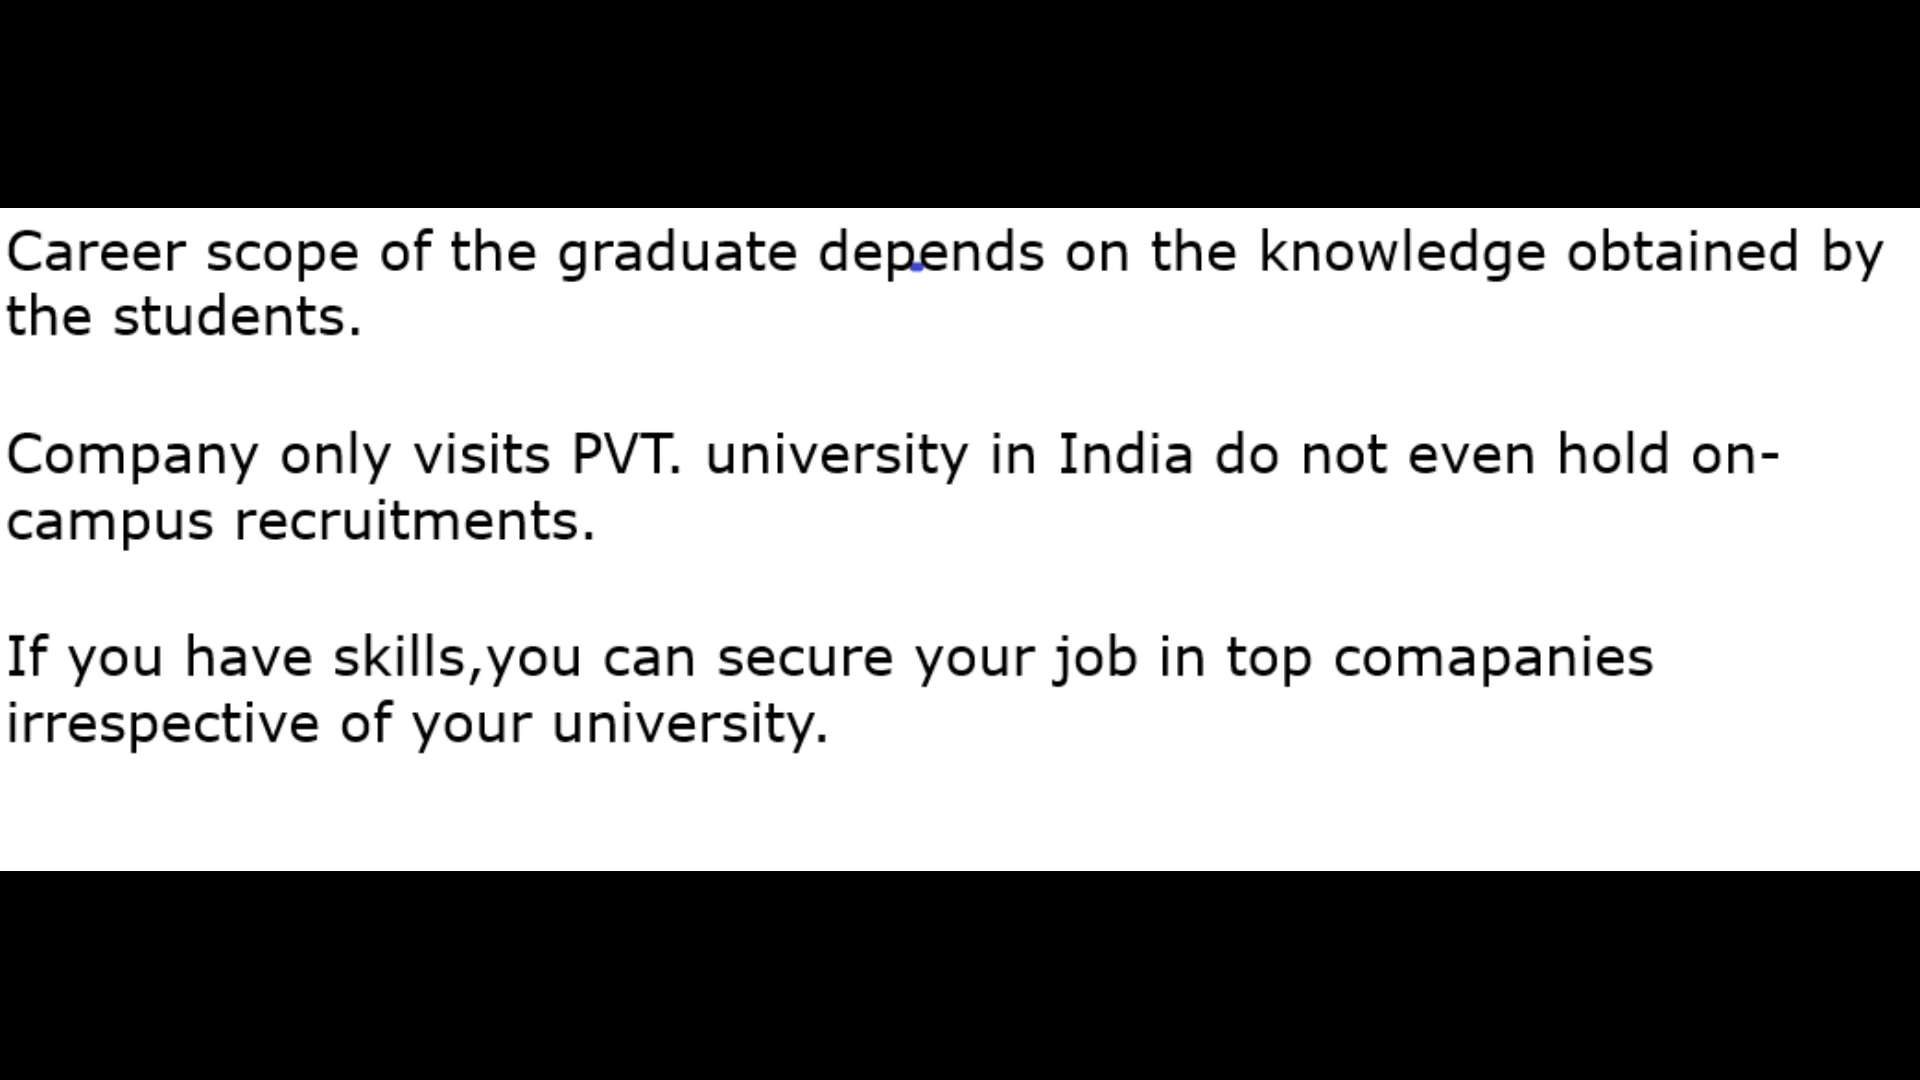 Career scope of the graduate depends on the knowledge obtained by
the students.
Company only visits PVT. university in India do not even hold on-
campus recruitments.
If you have skills,you can secure your job in top comapanies
irrespective of your university.